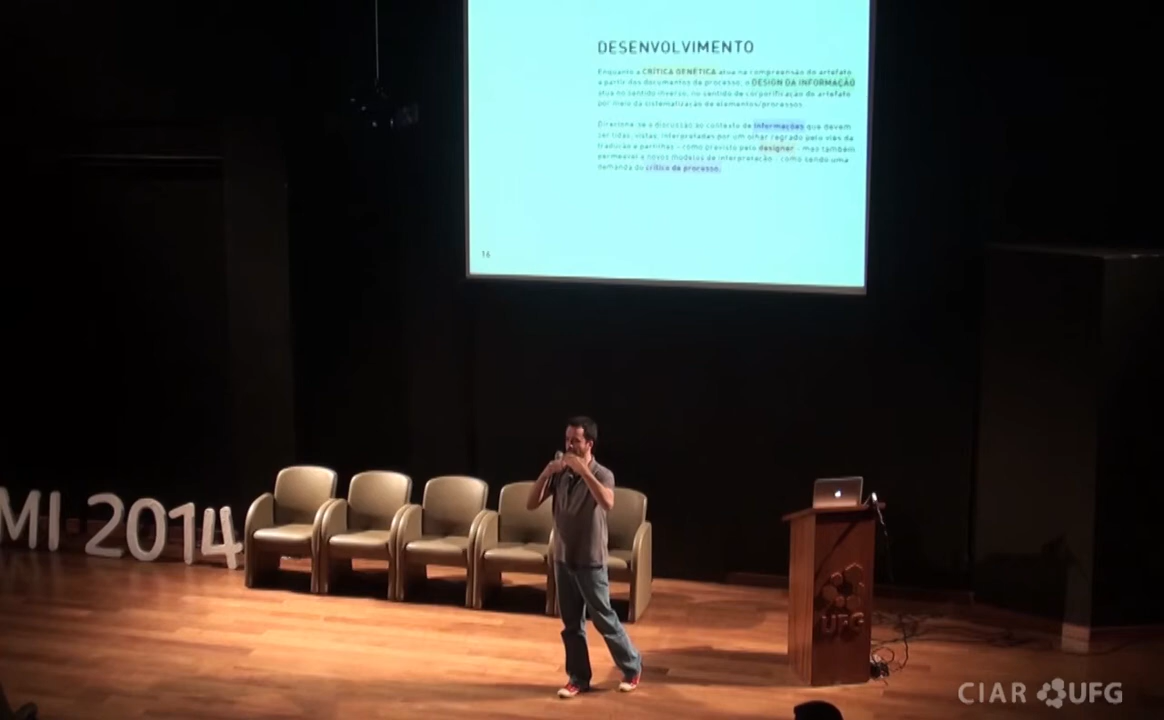 DESENVOLVIMENTO
Enquanto a CRÍTICA GENÉTICA atua na compreensão do artefato
a partir dos documentos de processo, o DESIGN DA INFORMAÇÃO
atua no sentido inverso, no sentido de corporificação do artefato
por meio da sistematização de elementos/processos.
Direciona-se a discussão ao contexto de informações que devem
ser lidas, vistas, interpretadas por um olhar regrado pelo viés da
tradução e partilhas - como previsto pelo designer - mas também
permeável a novos modelos de interpretação - como sendo uma
demanda do crítico de processo.
16
MI 2014
UFG
CIAR UFG